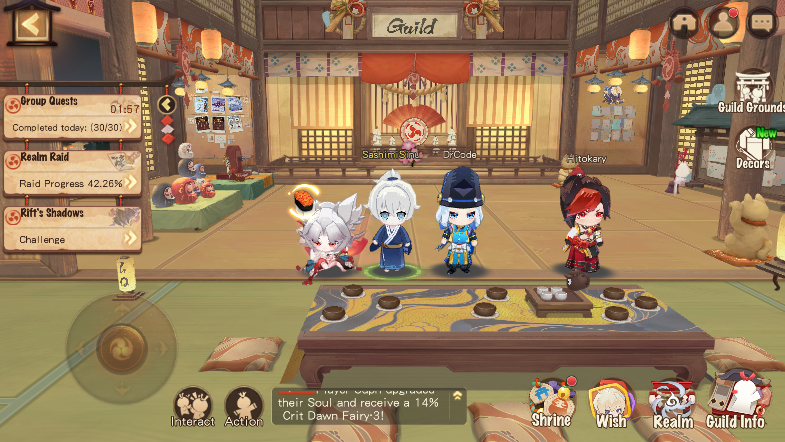 Guild
Group Quests
01:57
Completed today: (30/30)
Realm Raid
Raid Progress 42.26%
Rift's Shadows
Challenge
Sashimi Sinu
DrCode
Hitokary
Guild Grounds
New
Decors
Interact
Action
their Soul and receive a 14%
Crit Dawn Fairy-3!
Shrine
Wish
Realm
Guild Info